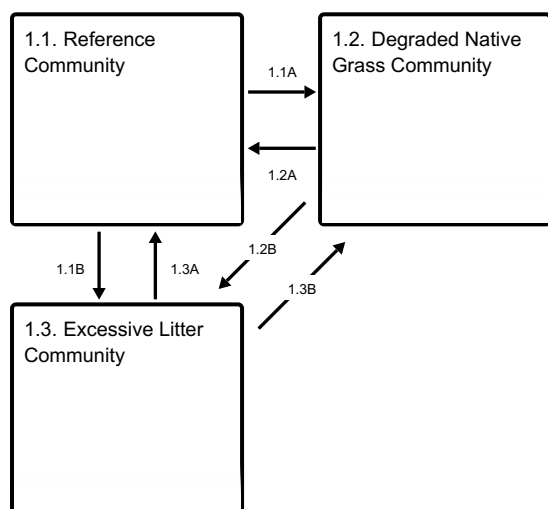 1.1. Reference
Community
1.2. Degraded Native
Grass Community
1.1A
1.2A
1.2B
1.1B
1.3A
1.3B
1.3. Excessive Litter
Community